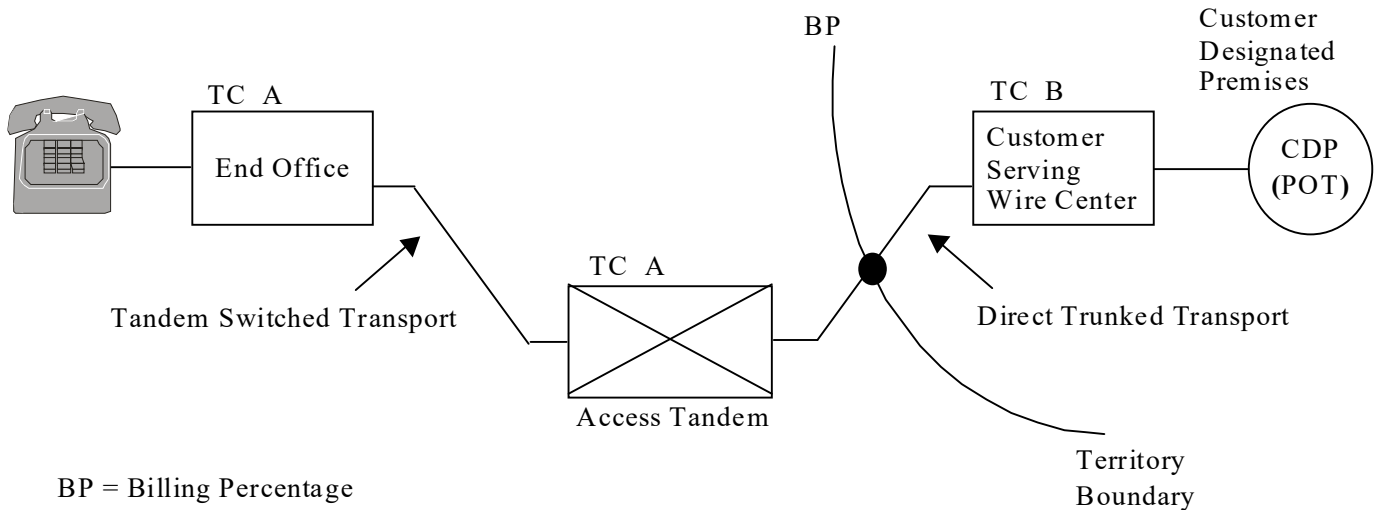 BP
Customer
Designated
Premises
TC A
TC B
End Office
Customer
Serving
Wire Center
CDP
(POT)
TC A
Tandem Switched Transport
Direct Trunked Transport
Access Tandem
Territory
Boundary
BP = Billing Percentage